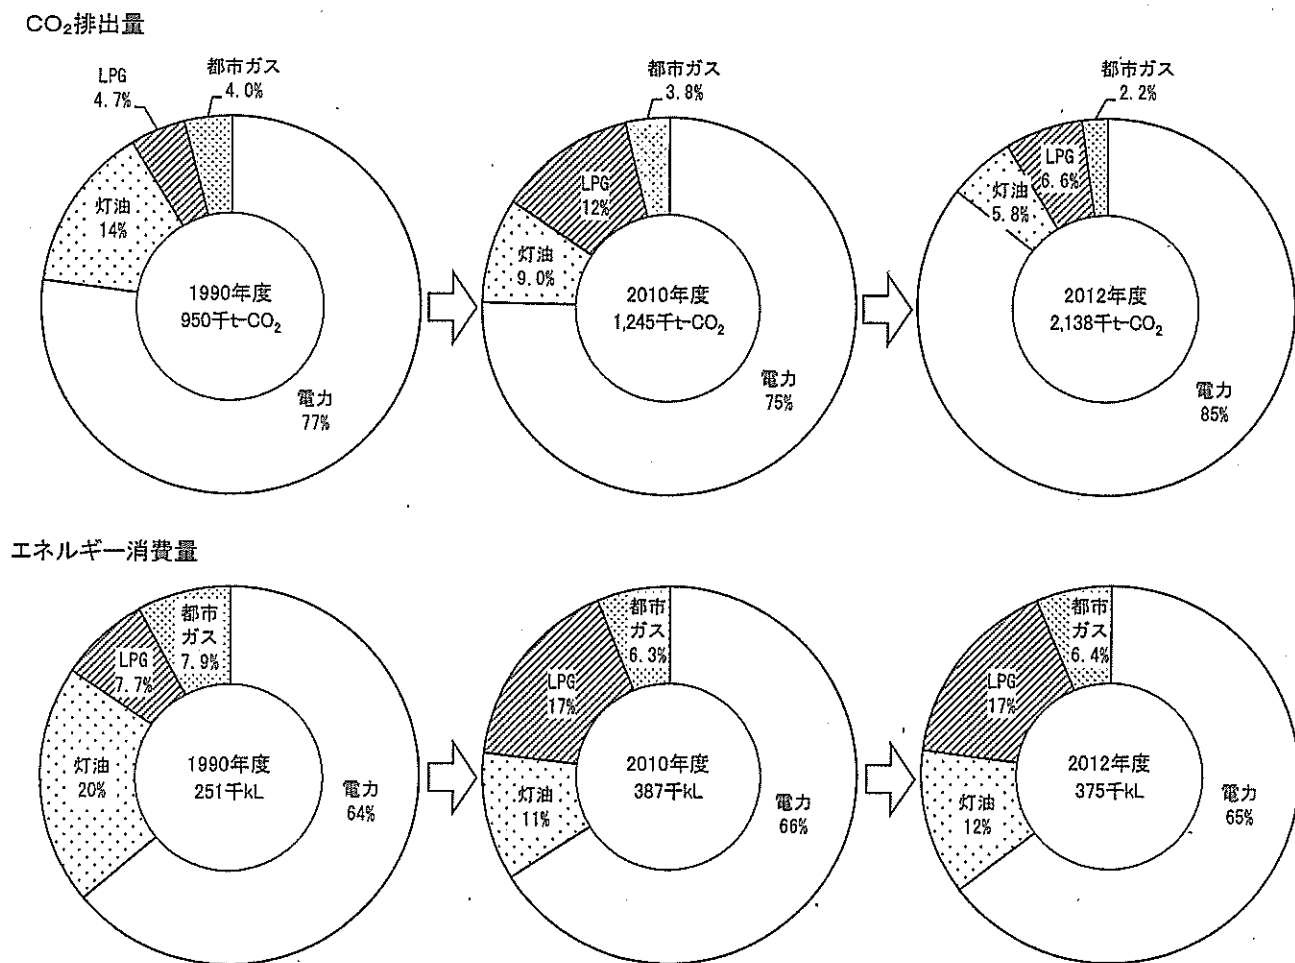 CO₂排出量
LPG
4.7%
都市ガス
4.0%
灯油
14%
1990年度
950千t-CO₂
電力
77%
都市ガス
3.8%
LPG
12%
灯油
9.0%
2010年度
1,245千t-CO₂
電力
75%
都市ガス
2.2%
LPG
6.6%
灯油
5.8%
2012年度
2,138千t-CO₂
電力
85%
エネルギー消費量
都市
ガス
7.9%
LPG
7.7%
灯油
20%
1990年度
251千kL
電力
64%
都市
ガス
6.3%
LPG
17%
灯油
11%
2010年度
387千kL
電力
66%
都市
ガス
6.4%
LPG
17%
灯油
12%
2012年度
375千kL
電力
65%